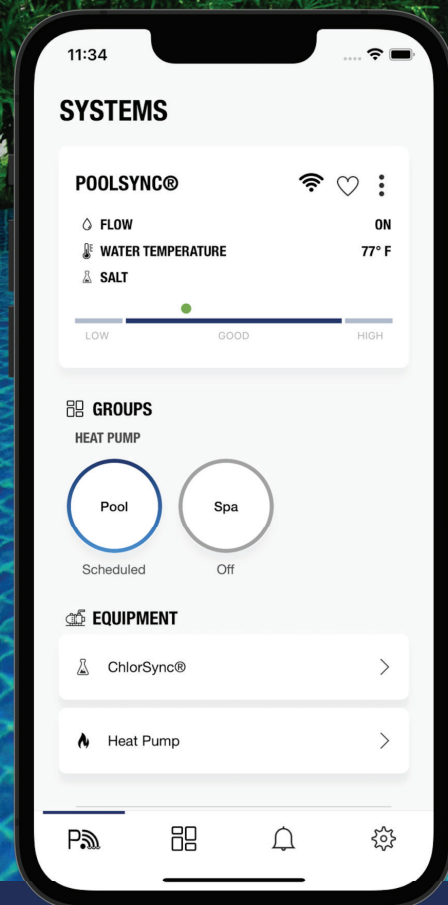 11:34
SYSTEMS
POOLSYNC®
FLOW ON
WATER TEMPERATURE 77° F
SALT
LOW GOOD HIGH
GROUPS
HEAT PUMP
Pool Spa
Scheduled Off
EQUIPMENT
ChlorSync®
Heat Pump
P